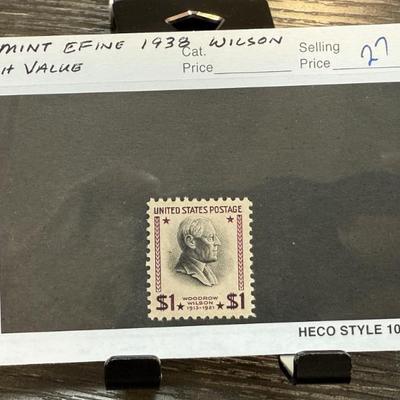 MINT EFINE 1938 WILSON
H VALUE
Cat.
Price
Selling
Price 27
UNITED STATES POSTAGE
$1 $1
WOODROW
WILSON
1913-1921
HECO STYLE 10